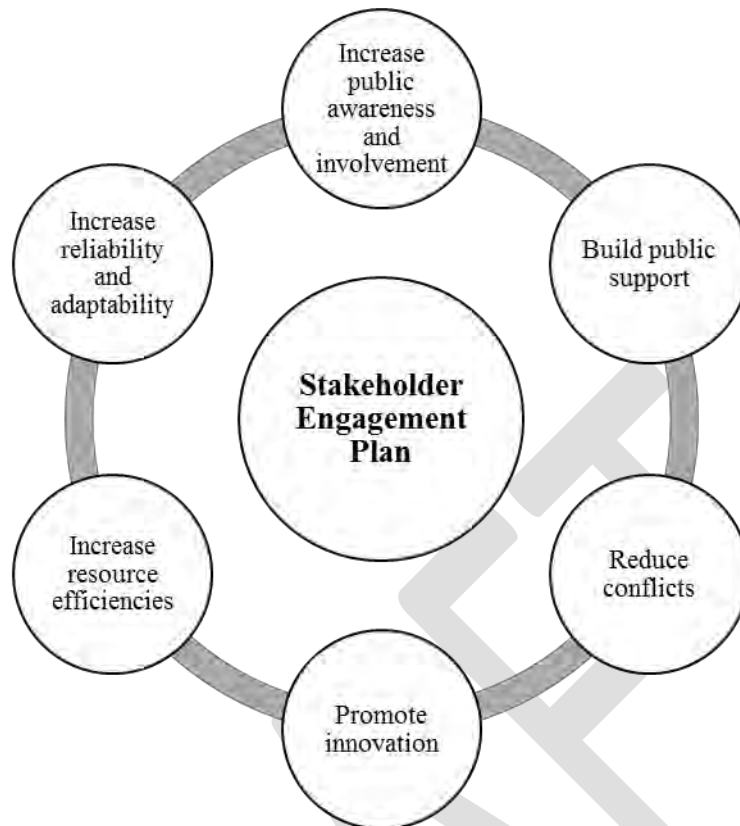 Increase
public
awareness
and
involvement
Build public
support
Reduce
conflicts
Promote
innovation
Increase
resource
efficiencies
Increase
reliability
and
adaptability
Stakeholder
Engagement
Plan